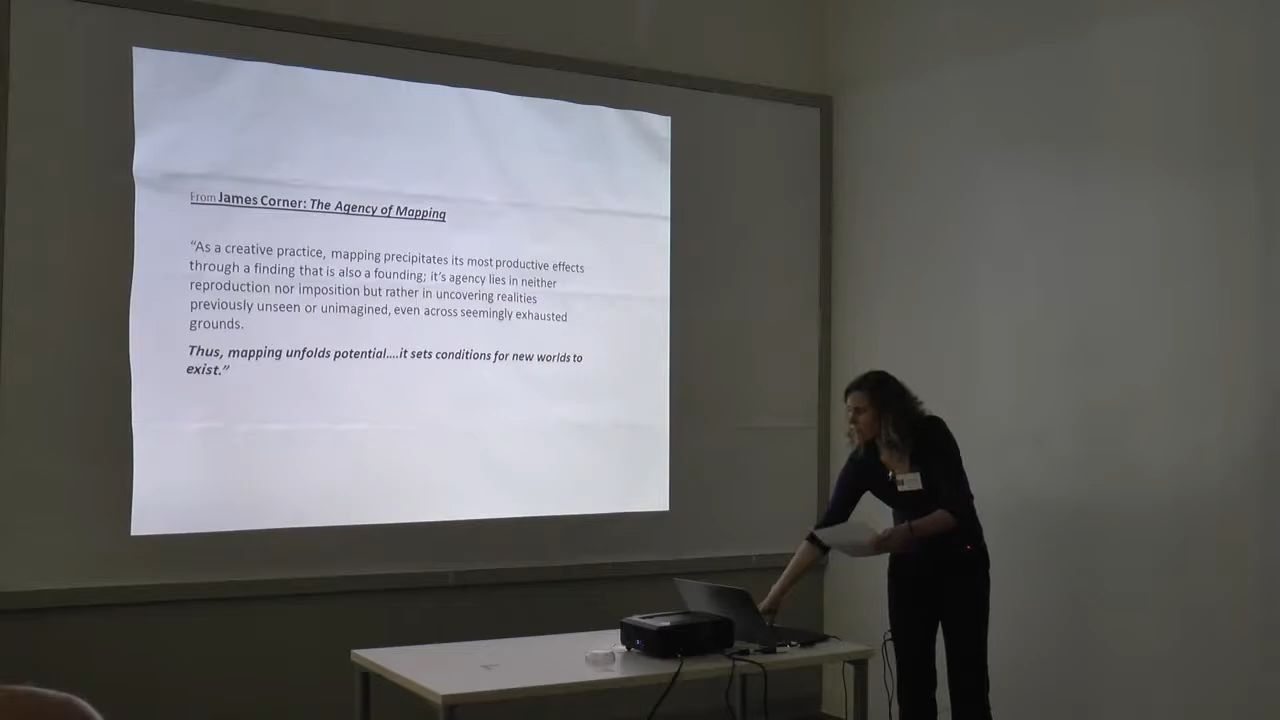 From James Corner: The Agency of Mapping
“As a creative practice, mapping precipitates its most productive effects
through a finding that is also a founding; it’s agency lies in neither
reproduction nor imposition but rather in uncovering realities
previously unseen or unimagined, even across seemingly exhausted
grounds.
Thus, mapping unfolds potential....it sets conditions for new worlds to
exist.”